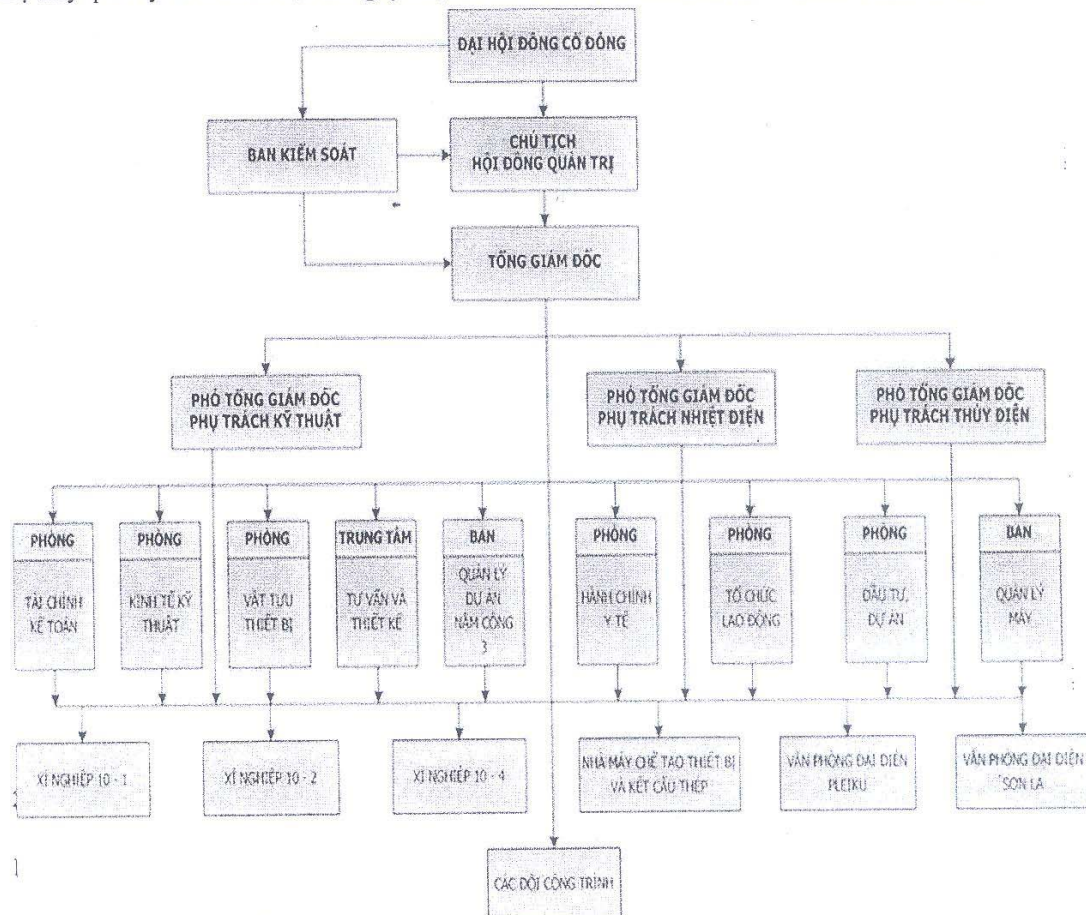 ĐẠI HỘI ĐỒNG CỔ ĐÔNG
BAN KIỂM SOÁT
CHỦ TỊCH
HỘI ĐỒNG QUẢN TRỊ
TỔNG GIÁM ĐỐC
PHÓ TỔNG GIÁM ĐỐC
PHỤ TRÁCH KỸ THUẬT
PHÓ TỔNG GIÁM ĐỐC
PHỤ TRÁCH NHIỆT ĐIỆN
PHÓ TỔNG GIÁM ĐỐC
PHỤ TRÁCH THỦY ĐIỆN
PHÒNG
TÀI CHÍNH
KẾ TOÁN
PHÒNG
KINH TẾ KỸ
THUẬT
PHÒNG
VẬT TƯU
THIẾT BỊ
TRUNG TÂM
TƯ VẤN VÀ
THIẾT KẾ
BAN
QUẢN LÝ
DỰ ÁN
NẬM CÔNG
3
PHÒNG
HÀNH CHÍNH
Y TẾ
PHÒNG
TỔ CHỨC
LAO ĐỘNG
PHÒNG
ĐẦU TƯ,
DỰ ÁN
BAN
QUẢN LÝ
MÁY
XÍ NGHIỆP 10 - 1
XÍ NGHIỆP 10 - 2
XÍ NGHIỆP 10 - 4
NHÀ MÁY CHẾ TẠO THIẾT BỊ
VÀ KẾT CẤU THÉP
VĂN PHÒNG ĐẠI DIỆN
PLEIKU
VĂN PHÒNG ĐẠI DIỆN
SƠN LA
CÁC ĐỘI CÔNG TRÌNH